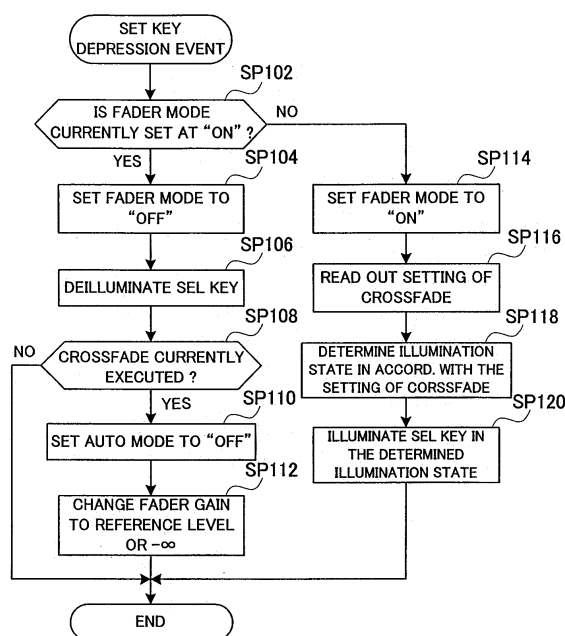 SET KEY
DEPRESSION EVENT
SP102
IS FADER MODE
CURRENTLY SET AT “ON” ?
NO
YES
SP104
SET FADER MODE TO
“OFF”
SP106
DEILLUMINATE SEL KEY
SP108
NO
CROSSFADE CURRENTLY
EXECUTED ?
YES
SP110
SET AUTO MODE TO “OFF”
SP112
CHANGE FADER GAIN
TO REFERENCE LEVEL
OR -∞
SP114
SET FADER MODE TO
“ON”
SP116
READ OUT SETTING OF
CROSSFADE
SP118
DETERMINE ILLUMINATION
STATE IN ACCORD. WITH THE
SETTING OF CORSSFADE
SP120
ILLUMINATE SEL KEY IN
THE DETERMINED
ILLUMINATION STATE
END